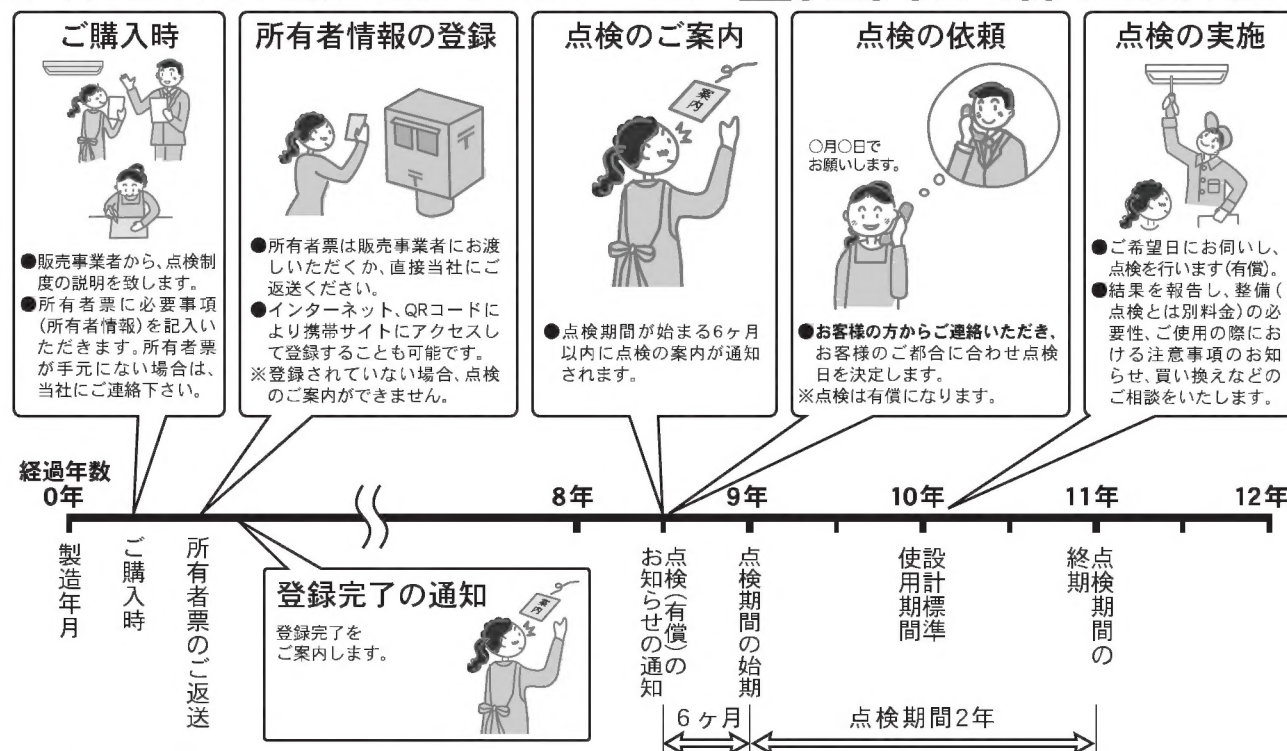 ご購入時
案内
●販売事業者から、点検制
度の説明を致します。
●所有者票に必要事項
(所有者情報)を記入い
ただきます。所有者票
が手元にない場合は、
当社にご連絡下さい。
所有者情報の登録
〒
〒
●所有者票は販売事業者にお渡
しいただくか、直接当社にご
返送ください。
●インターネット、QRコードに
より携帯サイトにアクセスし
て登録することも可能です。
※登録されていない場合、点検
のご案内ができません。
点検のご案内
●点検期間が始まる6ヶ月
以内に点検の案内が通知
されます。
点検の依頼
○月○日で
お願いします。
●お客様の方からご連絡いただき、
お客様のご都合に合わせ点検
日を決定します。
※点検は有償になります。
点検の実施
●ご希望日にお伺いし、
点検を行います(有償)。
●結果を報告し、整備(
点検とは別料金)の必
要性、ご使用の際にお
ける注意事項のお知
らせ、買い換えなどの
ご相談をいたします。
経過年数
0年
8年
9年
10年
11年
12年
製造年月
ご購入時
所有者票のご返送
登録完了の通知
案内
登録完了を
ご案内します。
点検(有償)の
お知らせの通知
点検期間の始期
設計標準
使用期間
点検期間の
終期
6ヶ月
点検期間2年